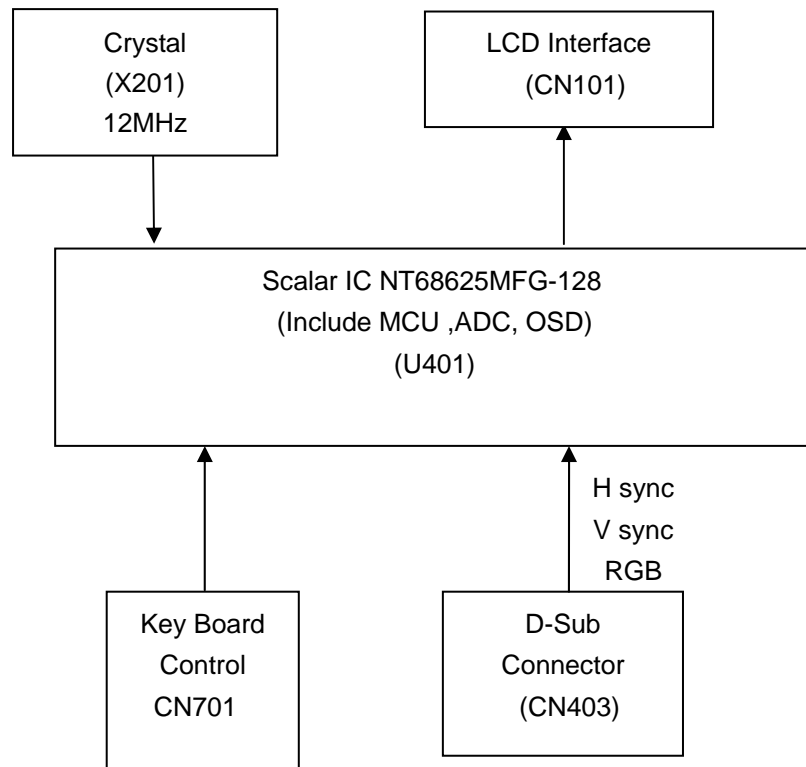 Crystal
(X201)
12MHz
LCD Interface
(CN101)
Scalar IC NT68625MFG-128
(Include MCU ,ADC, OSD)
(U401)
H sync
V sync
RGB
Key Board
Control
CN701
D-Sub
Connector
(CN403)